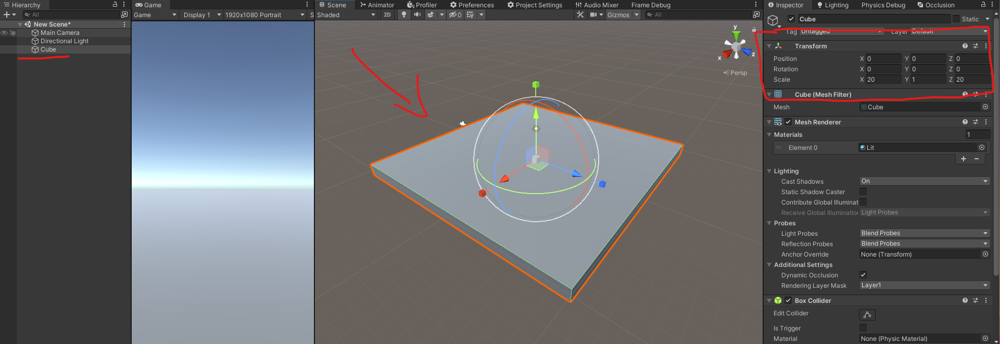 Hierarchy
All
New Scene*
Main Camera
Directional Light
Cube
Game
Game Display 1 1920x1080 Portrait S
Scene Animator Profiler Preferences Project Settings Audio Mixer Frame Debug
Shaded 2D 0 Gizmos All
y
x
z
Persp
Inspector Lighting Physics Debug Occlusion
Cube Static
Tag Untagged Layer Default
Transform
Position X 0 Y 0 Z 0
Rotation X 0 Y 0 Z 0
Scale X 20 Y 1 Z 20
Cube (Mesh Filter)
Mesh Cube
Mesh Renderer
Materials 1
Element 0 Lit
Lighting
Cast Shadows On
Static Shadow Caster
Contribute Global Illuminat
Receive Global Illumination Light Probes
Probes
Light Probes Blend Probes
Reflection Probes Blend Probes
Anchor Override None (Transform)
Additional Settings
Dynamic Occlusion
Rendering Layer Mask Layer1
Box Collider
Edit Collider
Is Trigger
Material None (Physic Material)